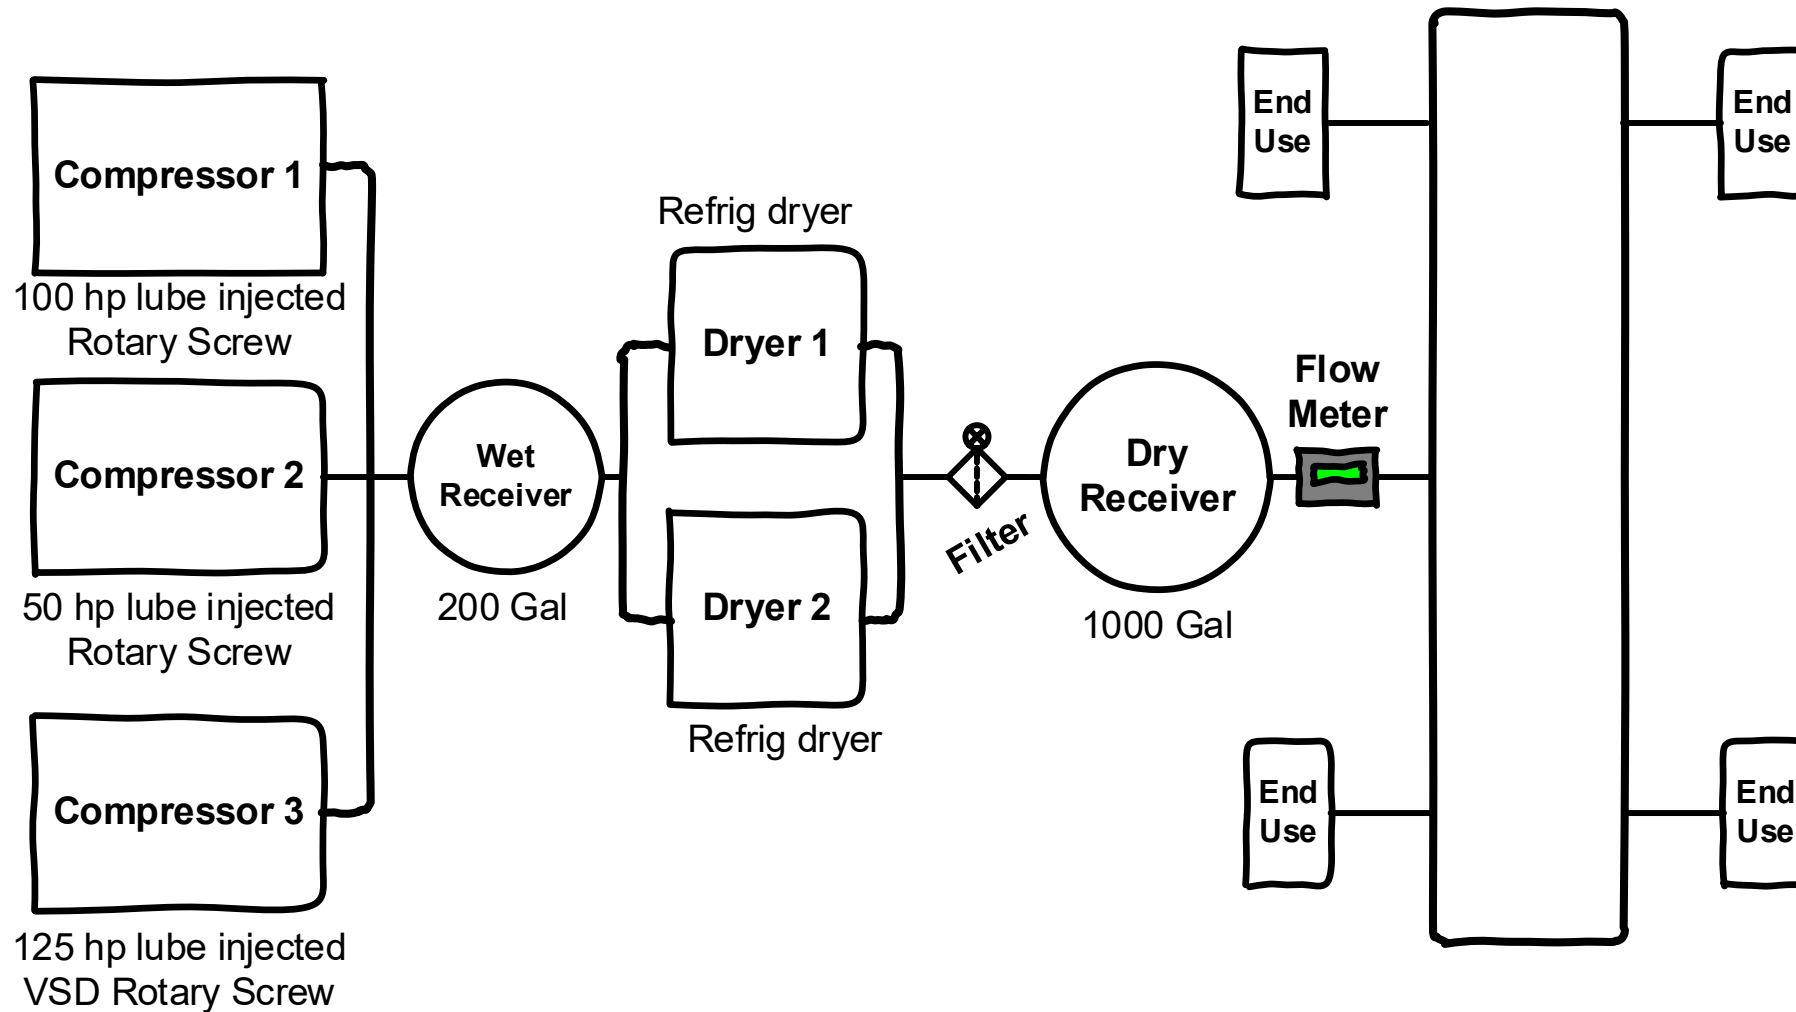 Compressor 1
100 hp lube injected
Rotary Screw
Compressor 2
50 hp lube injected
Rotary Screw
Compressor 3
125 hp lube injected
VSD Rotary Screw
Wet
Receiver
200 Gal
Refrig dryer
Dryer 1
Dryer 2
Refrig dryer
Filter
Dry
Receiver
1000 Gal
Flow
Meter
End
Use
End
Use
End
Use
End
Use